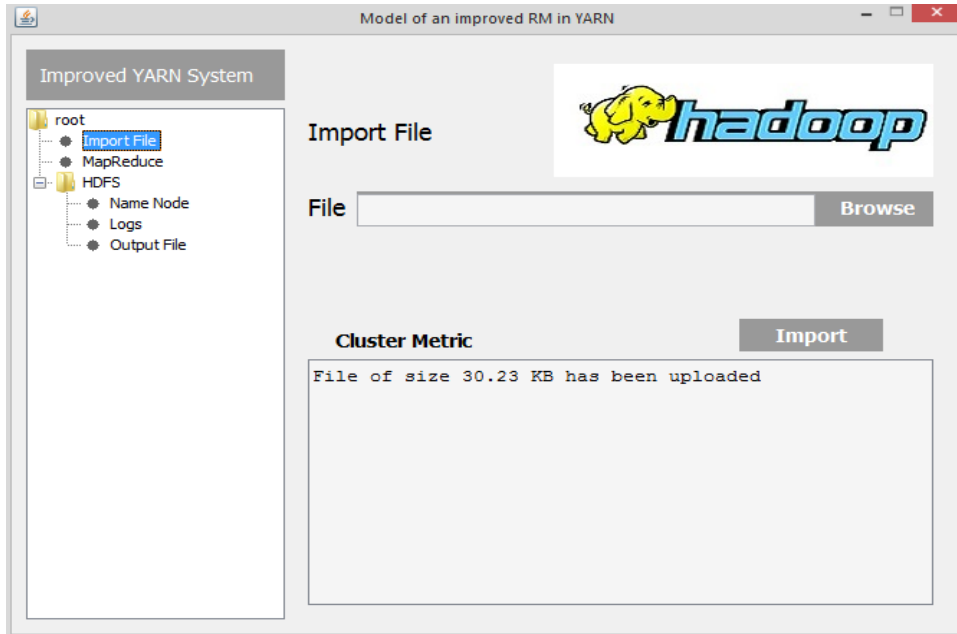 Model of an improved RM in YARN
Improved YARN System
root
Import File
MapReduce
HDFS
Name Node
Logs
Output File
Import File
hadoop
File
Browse
Cluster Metric
Import
File of size 30.23 KB has been uploaded